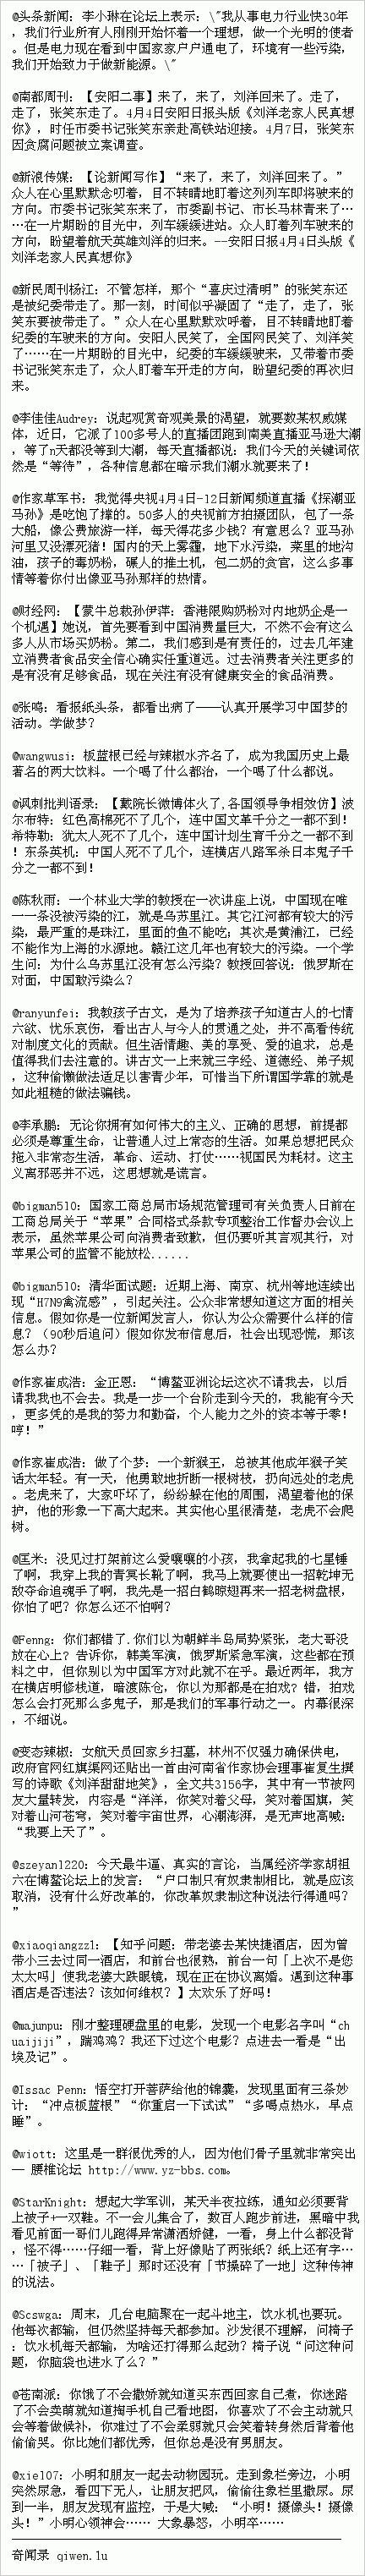 @头条新闻：李小琳在论坛上表示：\"我从事电力行业快30年
，我们行业所有人刚刚开始怀着一个理想，做一个光明的使者
。但是电力现在看到中国家家户户通电了，环境有一些污染，
我们开始致力于做新能源。\"
@南都周刊：【安阳二事】来了，来了，刘洋回来了。走了，
走了，张笑东走了。4月4日安阳日报头版《刘洋老家人民真想
你》，时任市委书记张笑东亲赴高铁站迎接。4月7日，张笑东
因贪腐问题被立案调查。
@新浪传媒：【论新闻写作】“来了，来了，刘洋回来了。”
众人在心里默默念叨着，目不转睛地盯着这列列车即将驶来的
方向。市委书记张笑东来了，市委副书记、市长马林青来了…
…在一片期盼的目光中，列车缓缓进站。众人盯着列车驶来的
方向，盼望着航天英雄刘洋的归来。--安阳日报4月4日头版《
刘洋老家人民真想你》
@新民周刊杨江：不管怎样，那个“喜庆过清明”的张笑东还
是被纪委带走了。那一刻，时间似乎凝固了“走了，走了，张
笑东要被带走了。”众人在心里默默欢呼着，目不转睛地盯着
纪委的车驶来的方向。安阳人民笑了，全国网民笑了、刘洋笑
了……在一片期盼的目光中，纪委的车缓缓驶来，又带着市委
书记张笑东走了，众人盯着车开走的方向，盼望纪委的再次归
来。
@李佳佳Audrey：说起观赏奇观美景的渴望，就要数某权威媒
体，近日，它派了100多号人的直播团跑到南美直播亚马逊大潮
，等了n天都没等到大潮，每天直播都说：我们今天的关键词依
然是“等待”，各种信息都在暗示我们潮水就要来了！
@作家草军书：我觉得央视4月4日-12日新闻频道直播《探潮亚
马孙》是吃饱了撑的。50多人的央视前方拍摄团队，包了一条
大船，像公费旅游一样，每天得花多少钱？有意思么？亚马孙
河里又没漂死猪！国内的天上雾霾，地下水污染，菜里的地沟
油，孩子的毒奶粉，碾人的推土机，包二奶的贪官，这么多事
情等着你付出像亚马孙那样的热情。
@财经网：【蒙牛总裁孙伊萍：香港限购奶粉对内地奶企是一
个机遇】她说，首先要看到中国消费量巨大，不然不会有这么
多人从市场买奶粉。第二，我们感到是有责任的，过去几年建
立消费者食品安全信心确实任重道远。过去消费者关注更多的
是有没有足够食品，现在关注有没有健康安全的食品消费。
@张鸣：看报纸头条，都看出病了——认真开展学习中国梦的
活动。学做梦？
@wangwusi：板蓝根已经与辣椒水齐名了，成为我国历史上最
著名的两大饮料。一个喝了什么都治，一个喝了什么都说。
@讽刺批判语录：【戴院长微博体火了,各国领导争相效仿】波
尔布特：红色高棉死不了几个，连中国文革千分之一都不到！
希特勒：犹太人死不了几个，连中国计划生育千分之一都不到
！东条英机：中国人死不了几个，连横店八路军杀日本鬼子千
分之一都不到！
@陈秋雨：一个林业大学的教授在一次讲座上说，中国现在唯
一一条没被污染的江，就是乌苏里江。其它江河都有较大的污
染，最严重的是珠江，里面的鱼不能吃；其次是黄浦江，已经
不能作为上海的水源地。赣江这几年也有较大的污染。一个学
生问：为什么乌苏里江没有怎么污染？教授回答说：俄罗斯在
对面，中国敢污染么？
@ranyunfei：我教孩子古文，是为了培养孩子知道古人的七情
六欲、忧乐哀伤，看出古人与今人的贯通之处，并不高看传统
对制度文化的贡献。但生活情趣、美的享受、爱的追求，总是
值得我们去注意的。讲古文一上来就三字经、道德经、弟子规
，这种偷懒做法适足以害青少年，可惜当下所谓国学靠的就是
如此粗糙的做法骗钱。
@李承鹏：无论你拥有如何伟大的主义、正确的思想，前提都
必须是尊重生命，让普通人过上常态的生活。如果总想把民众
拖入非常态生活，革命、运动、打仗……视国民为耗材。这主
义离邪恶并不远，这思想就是谎言。
@bigman510：国家工商总局市场规范管理司有关负责人日前在
工商总局关于“苹果”合同格式条款专项整治工作督办会议上
表示，虽然苹果公司向消费者致歉，但仍要听其言观其行，对
苹果公司的监管不能放松......
@bigman510：清华面试题：近期上海、南京、杭州等地连续出
现“H7N9禽流感”，引起关注。公众非常想知道这方面的相关
信息。假如你是一位新闻发言人，你认为公众需要什么样的信
息？（90秒后追问）假如你发布信息后，社会出现恐慌，那该
怎么办？
@作家崔成浩：金正恩：“博鳌亚洲论坛这次不请我去，以后
请我我也不会去。我是一步一个台阶走到今天的，我能有今天
，更多凭的是我的努力和勤奋，个人能力之外的资本等于零！
哼！”
@作家崔成浩：做了个梦：一个新猴王，总被其他成年猴子笑
话太年轻。有一天，他勇敢地折断一根树枝，扔向远处的老虎
。老虎来了，大家吓坏了，纷纷躲在他的周围，渴望着他的保
护，他的形象一下高大起来。其实他心里很清楚，老虎不会爬
树。
@匡米：没见过打架前这么爱嚷嚷的小孩，我拿起我的七星锤
了啊，我穿上我的青冥长靴了啊，我马上就要使出一招乾坤无
敌夺命追魂手了啊，我先是一招白鹤晾翅再来一招老树盘根，
你怕了吧？你怎么还不怕啊？
@Fenng：你们都错了.你们以为朝鲜半岛局势紧张，老大哥没
放在心上？告诉你，韩美军演，俄罗斯紧急军演，这些都在预
料之中，但你别以为中国军方对此就不在乎。最近两年，我方
在横店明修栈道，暗渡陈仓，你以为那都是在拍戏？错，拍戏
怎么会打死那么多鬼子，那是我们的军事行动之一。内幕很深
，不细说。
@变态辣椒：女航天员回家乡扫墓，林州不仅强力确保供电，
政府官网红旗渠网还贴出一首由河南省作家协会理事崔复生撰
写的诗歌《刘洋甜甜地笑》，全文共3156字，其中有一节被网
友大量转发，内容是“洋洋，你笑对着父母，笑对着国旗，笑
对着山河苍穹，笑对着宇宙世界，心潮澎湃，是无声地高喊：
“我要上天了”。
@szeyan1220：今天最牛逼、真实的言论，当属经济学家胡祖
六在博鳌论坛上的发言：“户口制只有奴隶制相比，就是应该
取消，没有什么好改革的，你改革奴隶制这种说法行得通吗？
”
@xiaoqiangzzl：【知乎问题：带老婆去某快捷酒店，因为曾
带小三去过同一酒店，和前台也很熟，前台一句「上次不是您
太太吗」使我老婆大跌眼镜，现在正在协议离婚。遇到这种事
酒店是否违法？该如何维权？】太欢乐了好吗！
@majunpu：刚才整理硬盘里的电影，发现一个电影名字叫“ch
uaijiji”，踹鸡鸡？我还下过这个电影？点进去一看是“出
埃及记”。
@Issac Penn：悟空打开菩萨给他的锦囊，发现里面有三条妙
计：“冲点板蓝根”“你重启一下试试”“多喝点热水，早点
睡”。
@wiott：这里是一群很优秀的人，因为他们骨子里就非常突出
— 腰椎论坛 http://www.yz-bbs.com。
@StarKnight：想起大学军训，某天半夜拉练，通知必须要背
上被子+一双鞋。不一会儿集合了，数百人跑步前进，黑暗中我
看见前面一哥们儿跑得异常潇洒矫健，一看，身上什么都没背
，怪不得……仔细一看，背上好像贴了两张纸？纸上还有字…
…「被子」、「鞋子」那时还没有「节操碎了一地」这种传神
的说法。
@Scswga：周末，几台电脑聚在一起斗地主，饮水机也要玩。
他每次都输，但仍然坚持每天都参加。沙发很不理解，问椅子
：饮水机每天都输，为啥还打得那么起劲？椅子说“问这种问
题，你脑袋也进水了么？”
@苍南派：你饿了不会撒娇就知道买东西回家自己煮，你迷路
了不会卖萌就知道掏手机自己看地图，你喜欢了不会主动就只
会等着做候补，你难过了不会柔弱就只会笑着转身然后背着他
偷偷哭。你比她们都优秀，但你总是没有男朋友。
@xie107：小明和朋友一起去动物园玩。走到象栏旁边，小明
突然尿急，看四下无人，让朋友把风，偷偷往象栏里撒尿。尿
到一半，朋友发现有监控，于是大喊：“小明！摄像头！摄像
头！”小明心领神会…… 大象暴怒，小明卒……
奇闻录 qiwen.lu